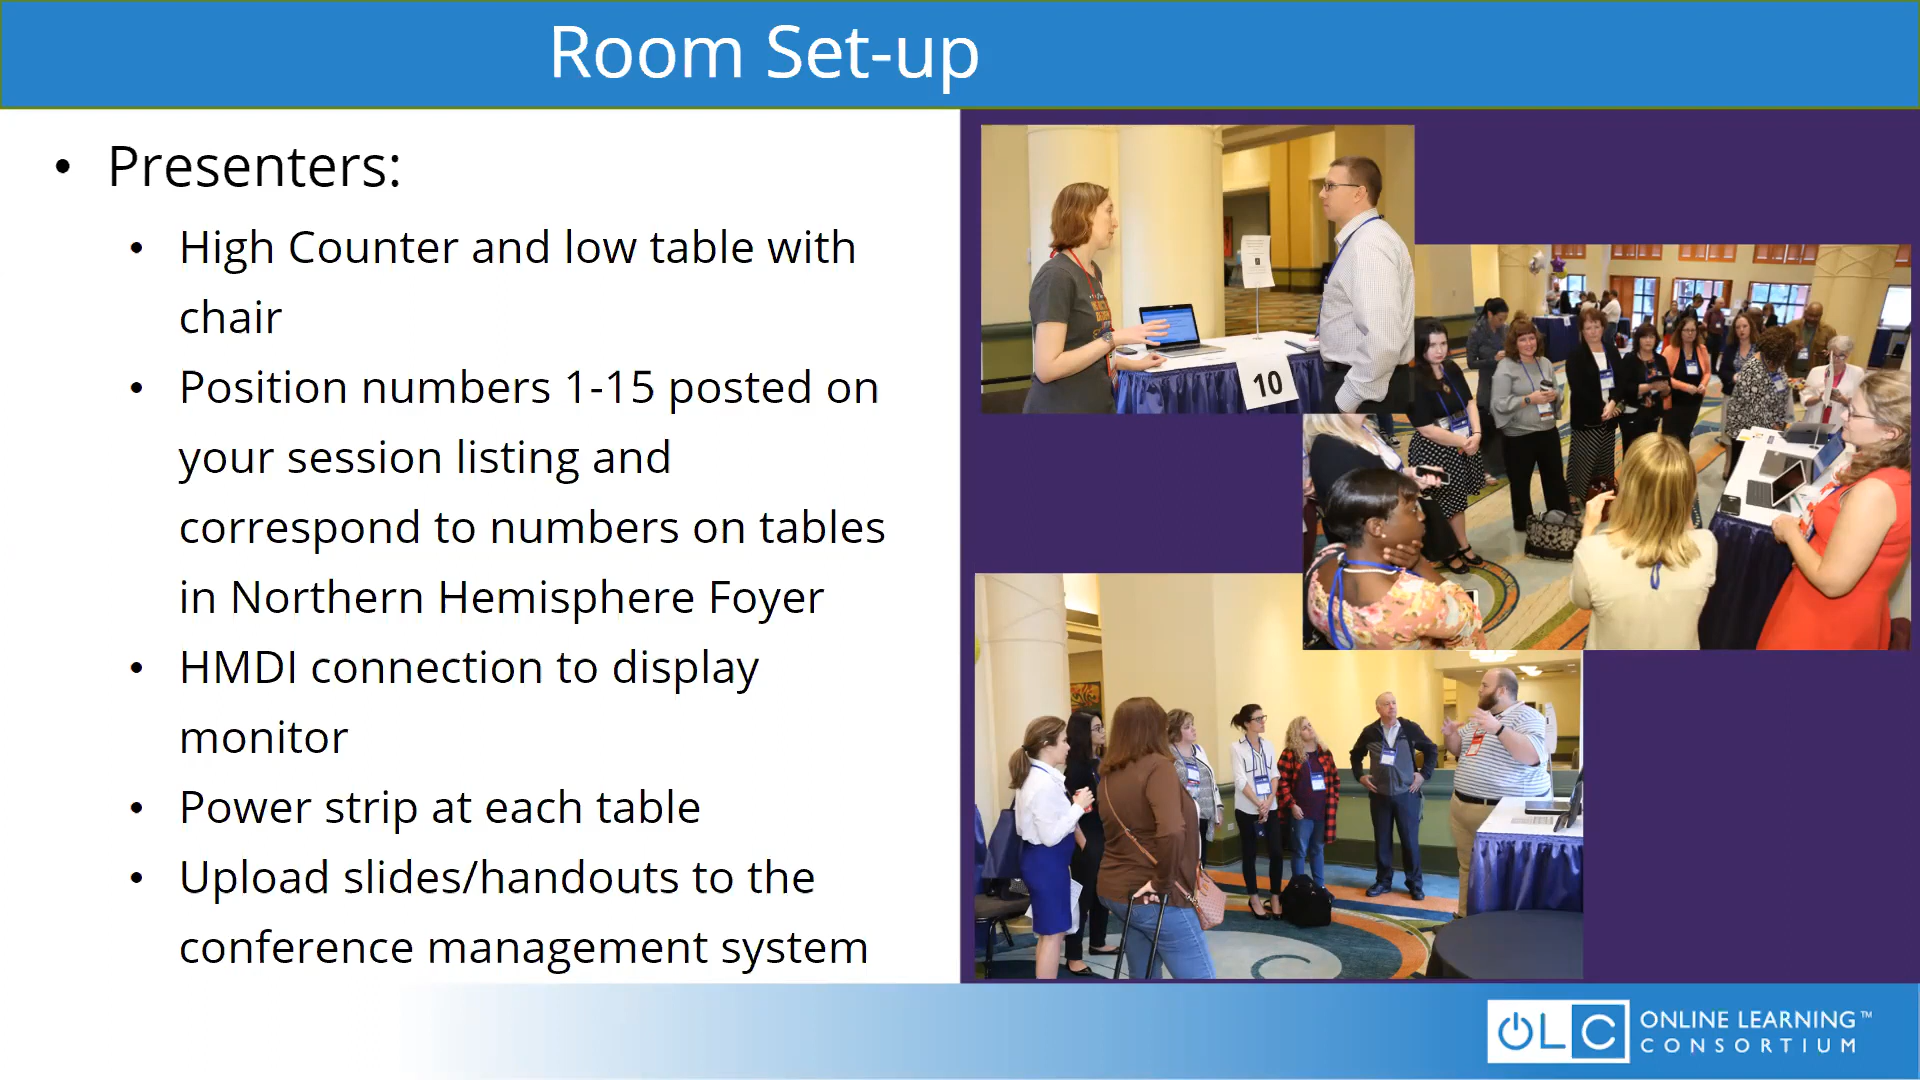 Room Set-up
• Presenters:
• High Counter and low table with
chair
• Position numbers 1-15 posted on
your session listing and
correspond to numbers on tables
in Northern Hemisphere Foyer
• HMDI connection to display
monitor
• Power strip at each table
• Upload slides/handouts to the
conference management system
10
OLC
ONLINE LEARNING™
CONSORTIUM